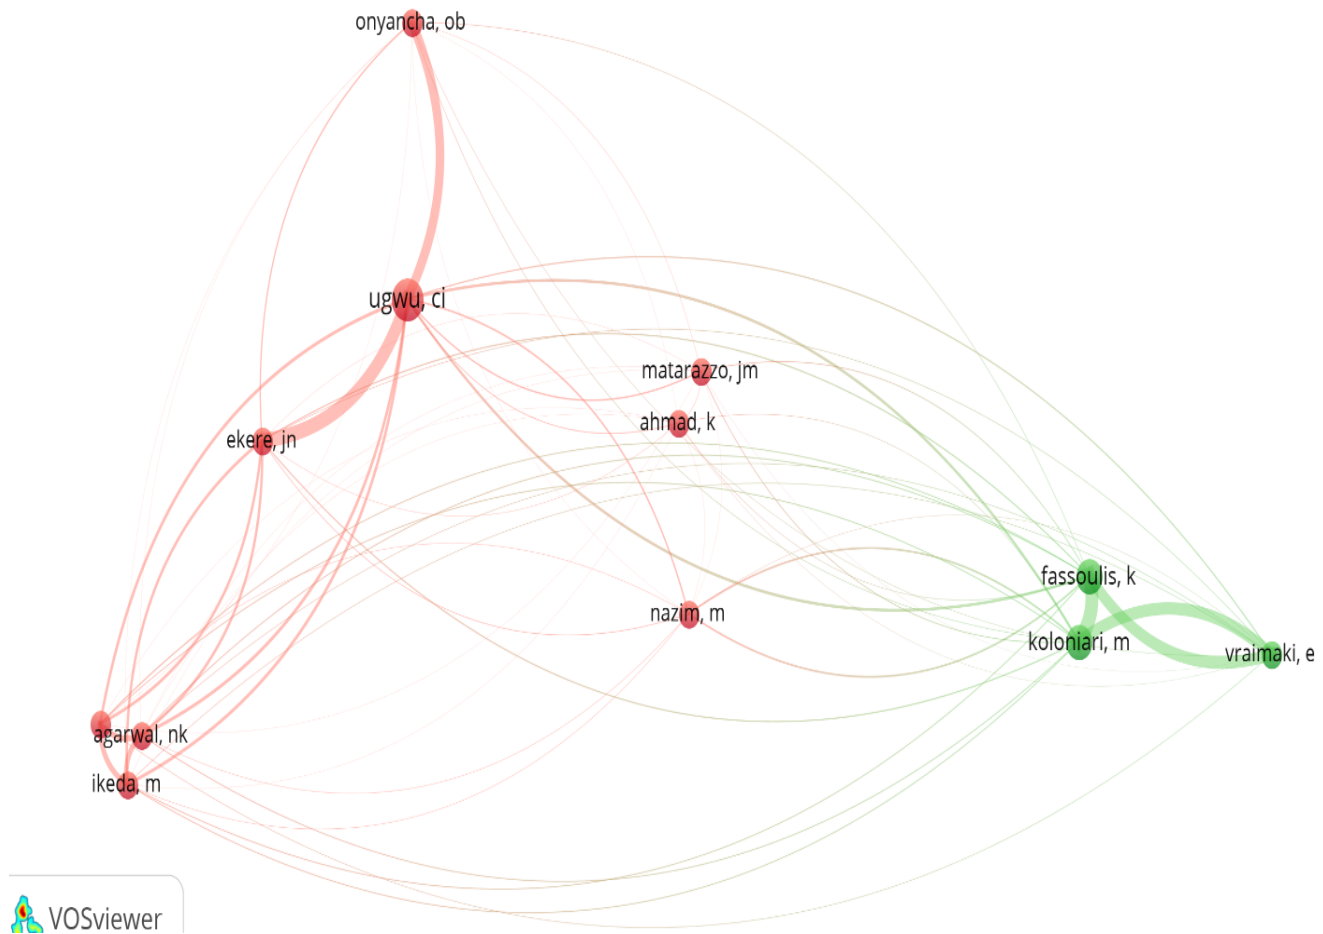 onyancha, ob
ugwu, ci
matarazzo, jm
ahmad, k
ekere, jn
fassoulis, k
nazim, m
koloniari, m
vraimaki, e
agarwal, nk
ikeda, m
VOSviewer